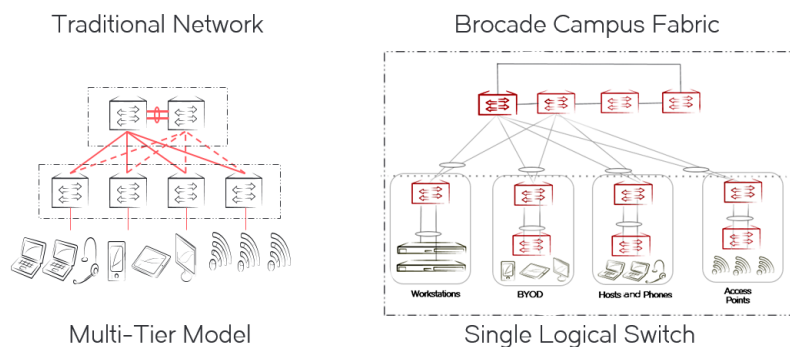 Traditional Network
Brocade Campus Fabric
Workstations
BYOD
Hosts and Phones
Access
Points
Multi-Tier Model
Single Logical Switch